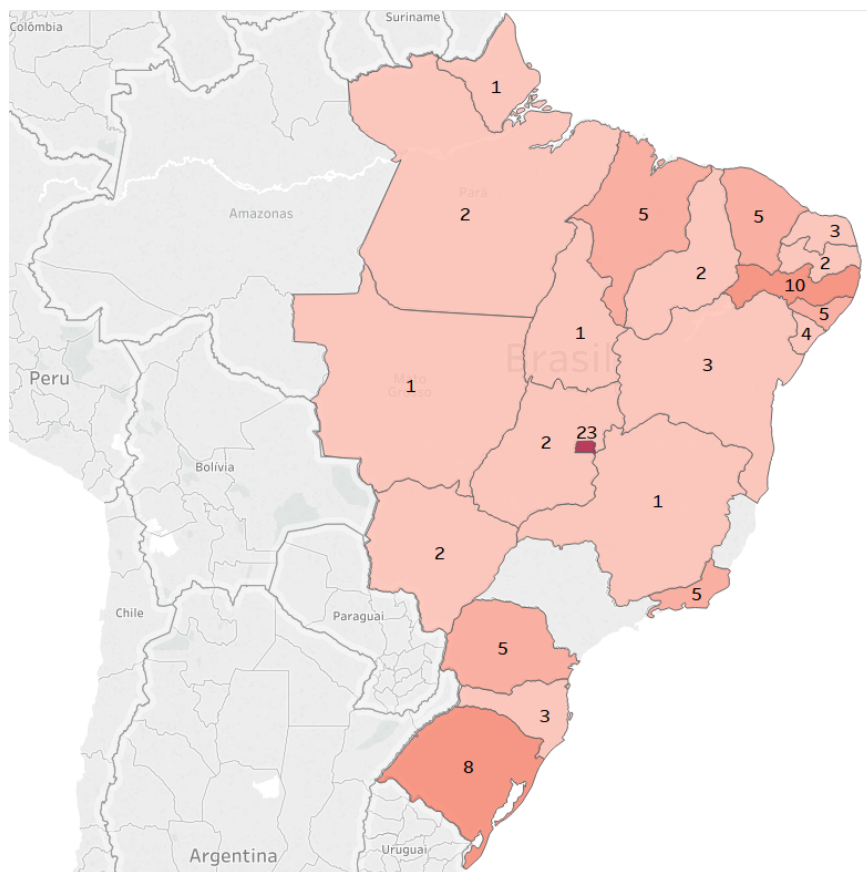 Colômbia
Suriname
1
Pará
Amazonas
2
5
5
3
2
2
10
5
4
Peru
1
Brasil
3
Mato
Grosso
1
23
2
Bolívia
1
2
5
Chile
Paraguai
5
3
8
Uruguai
Argentina